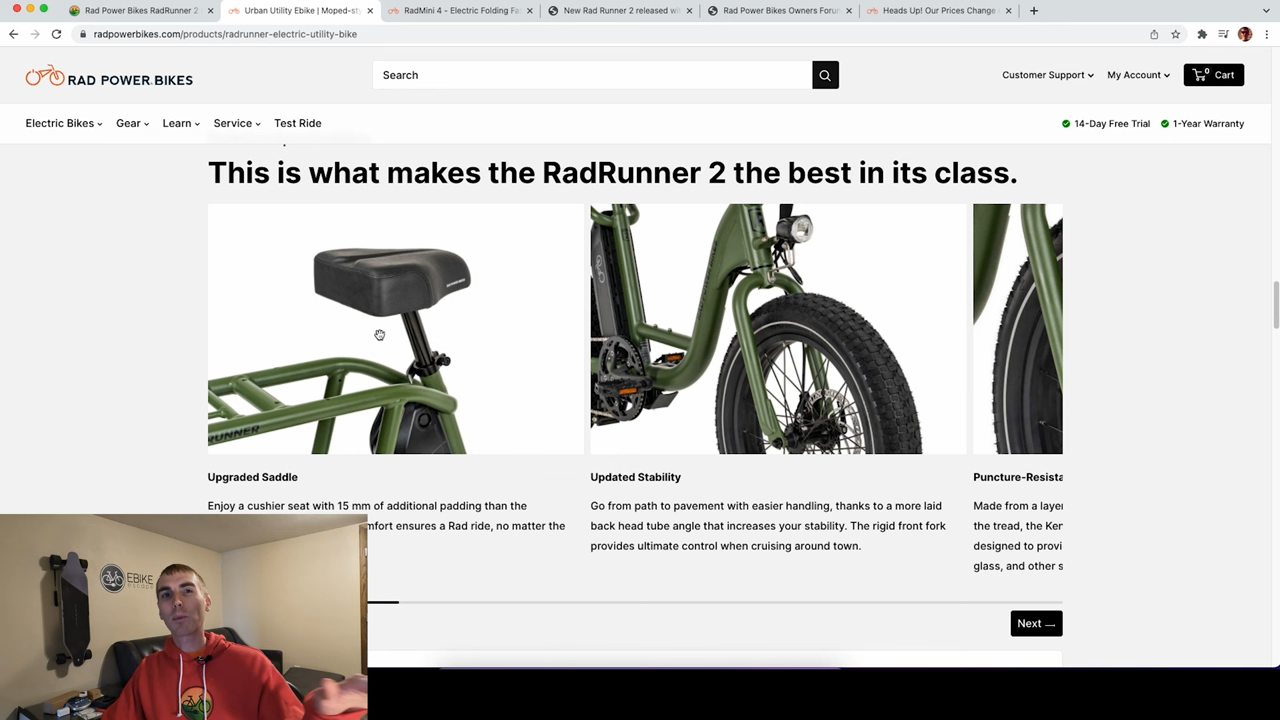 Rad Power Bikes RadRunner 2
Urban Utility Ebike | Moped-sty
RadMini 4 - Electric Folding Fa
New Rad Runner 2 released wi
Rad Power Bikes Owners Forum
Heads Up! Our Prices Change
radpowerbikes.com/products/radrunner-electric-utility-bike
RAD POWER BIKES
Search
Customer Support
My Account
0 Cart
Electric Bikes
Gear
Learn
Service
Test Ride
14-Day Free Trial
1-Year Warranty
This is what makes the RadRunner 2 the best in its class.
RUNNER
Upgraded Saddle
Enjoy a cushier seat with 15 mm of additional padding than the
mfort ensures a Rad ride, no matter the
Updated Stability
Go from path to pavement with easier handling, thanks to a more laid
back head tube angle that increases your stability. The rigid front fork
provides ultimate control when cruising around town.
Puncture-Resista
Made from a layer
the tread, the Ken
designed to provi
glass, and other s
Next
EBIKE